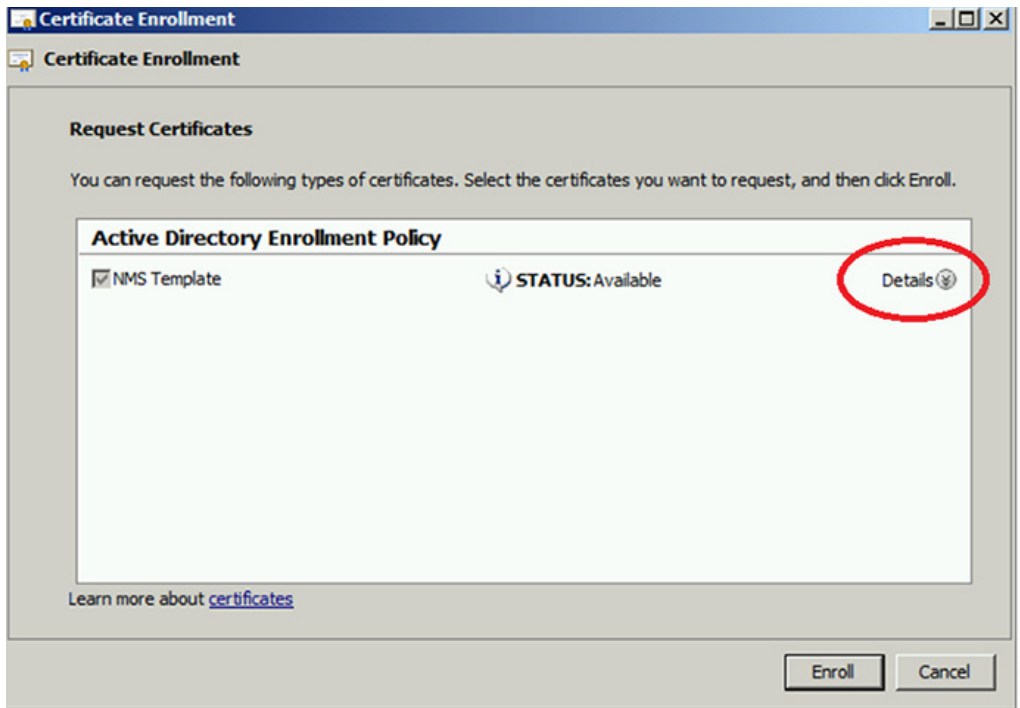 Certificate Enrollment
Certificate Enrollment
Request Certificates
You can request the following types of certificates. Select the certificates you want to request, and then click Enroll.
Active Directory Enrollment Policy
NMS Template STATUS: Available Details
Learn more about certificates
Enroll Cancel